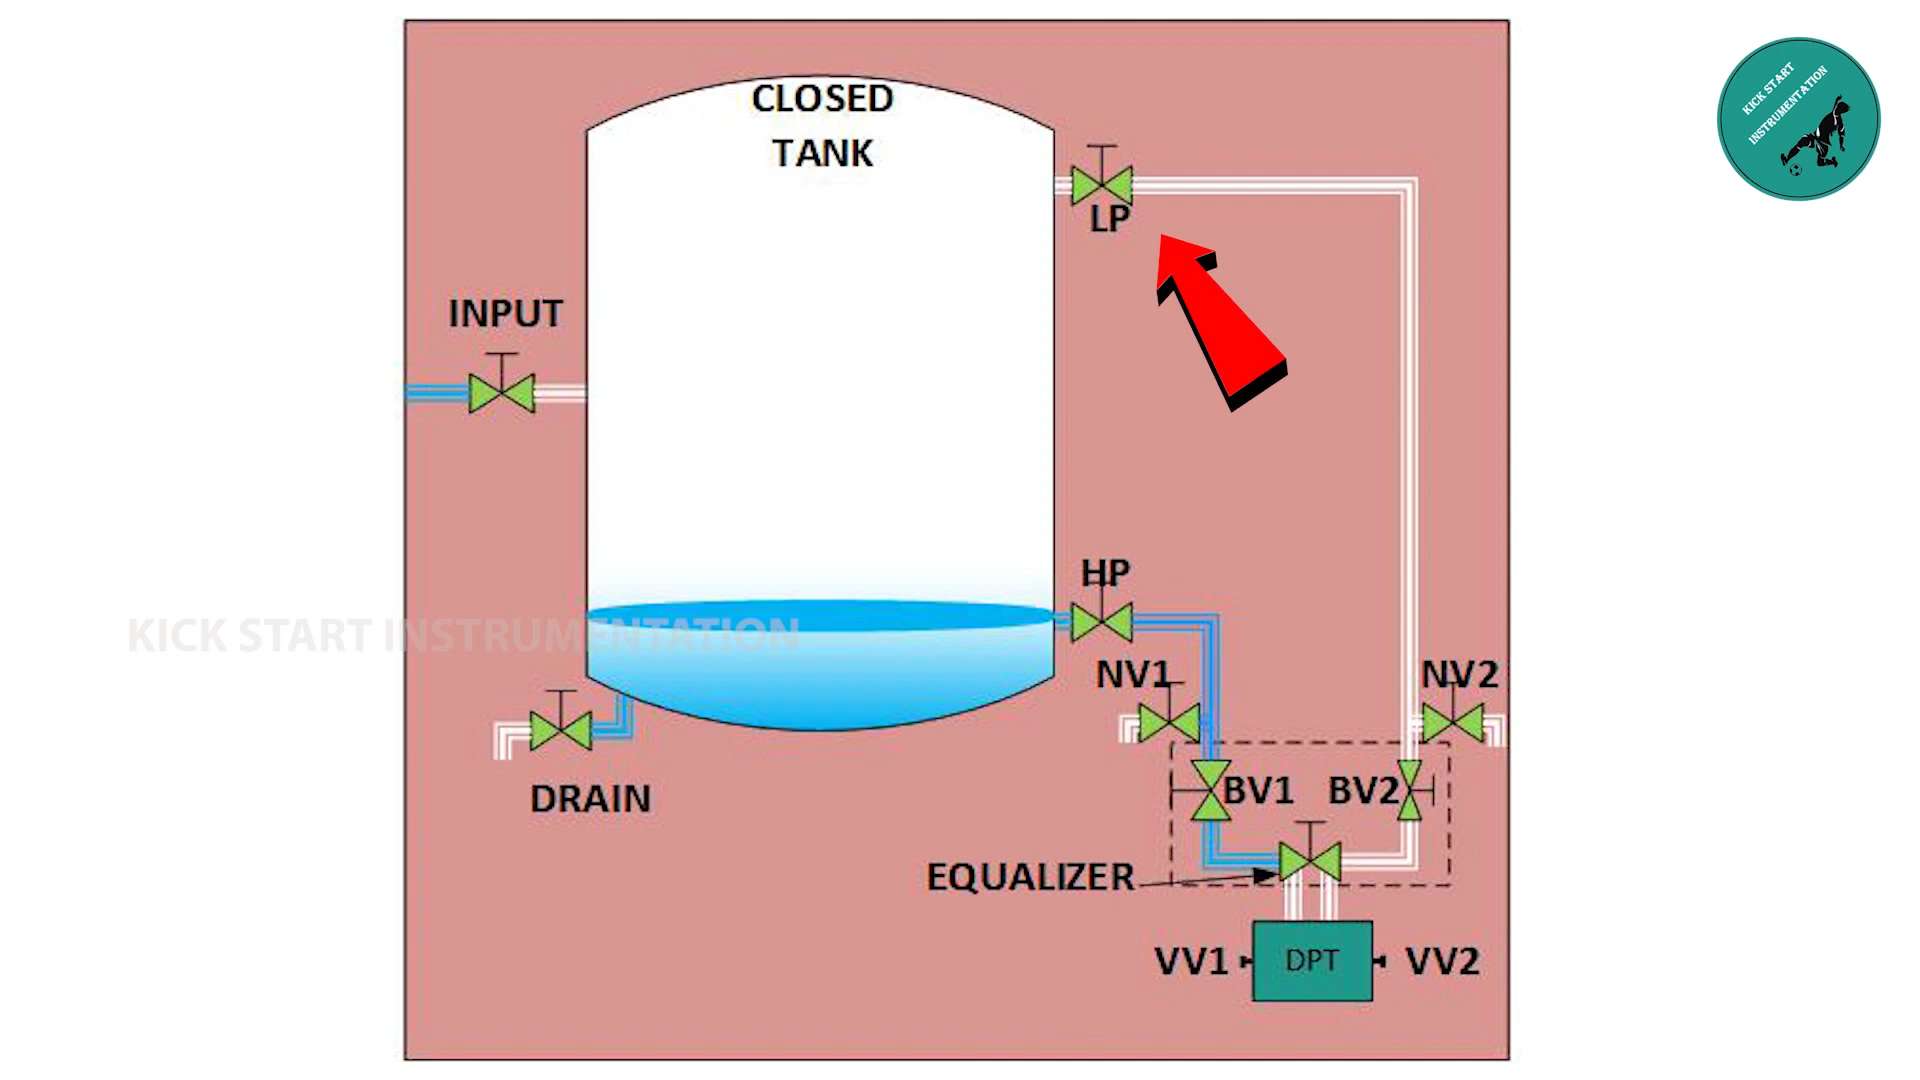 KICK START
INSTRUMENTATION
CLOSED
TANK
LP
INPUT
HP
KICK START INSTRUMENTATION
NV1
NV2
BV1
BV2
DRAIN
EQUALIZER
VV1
DPT
VV2